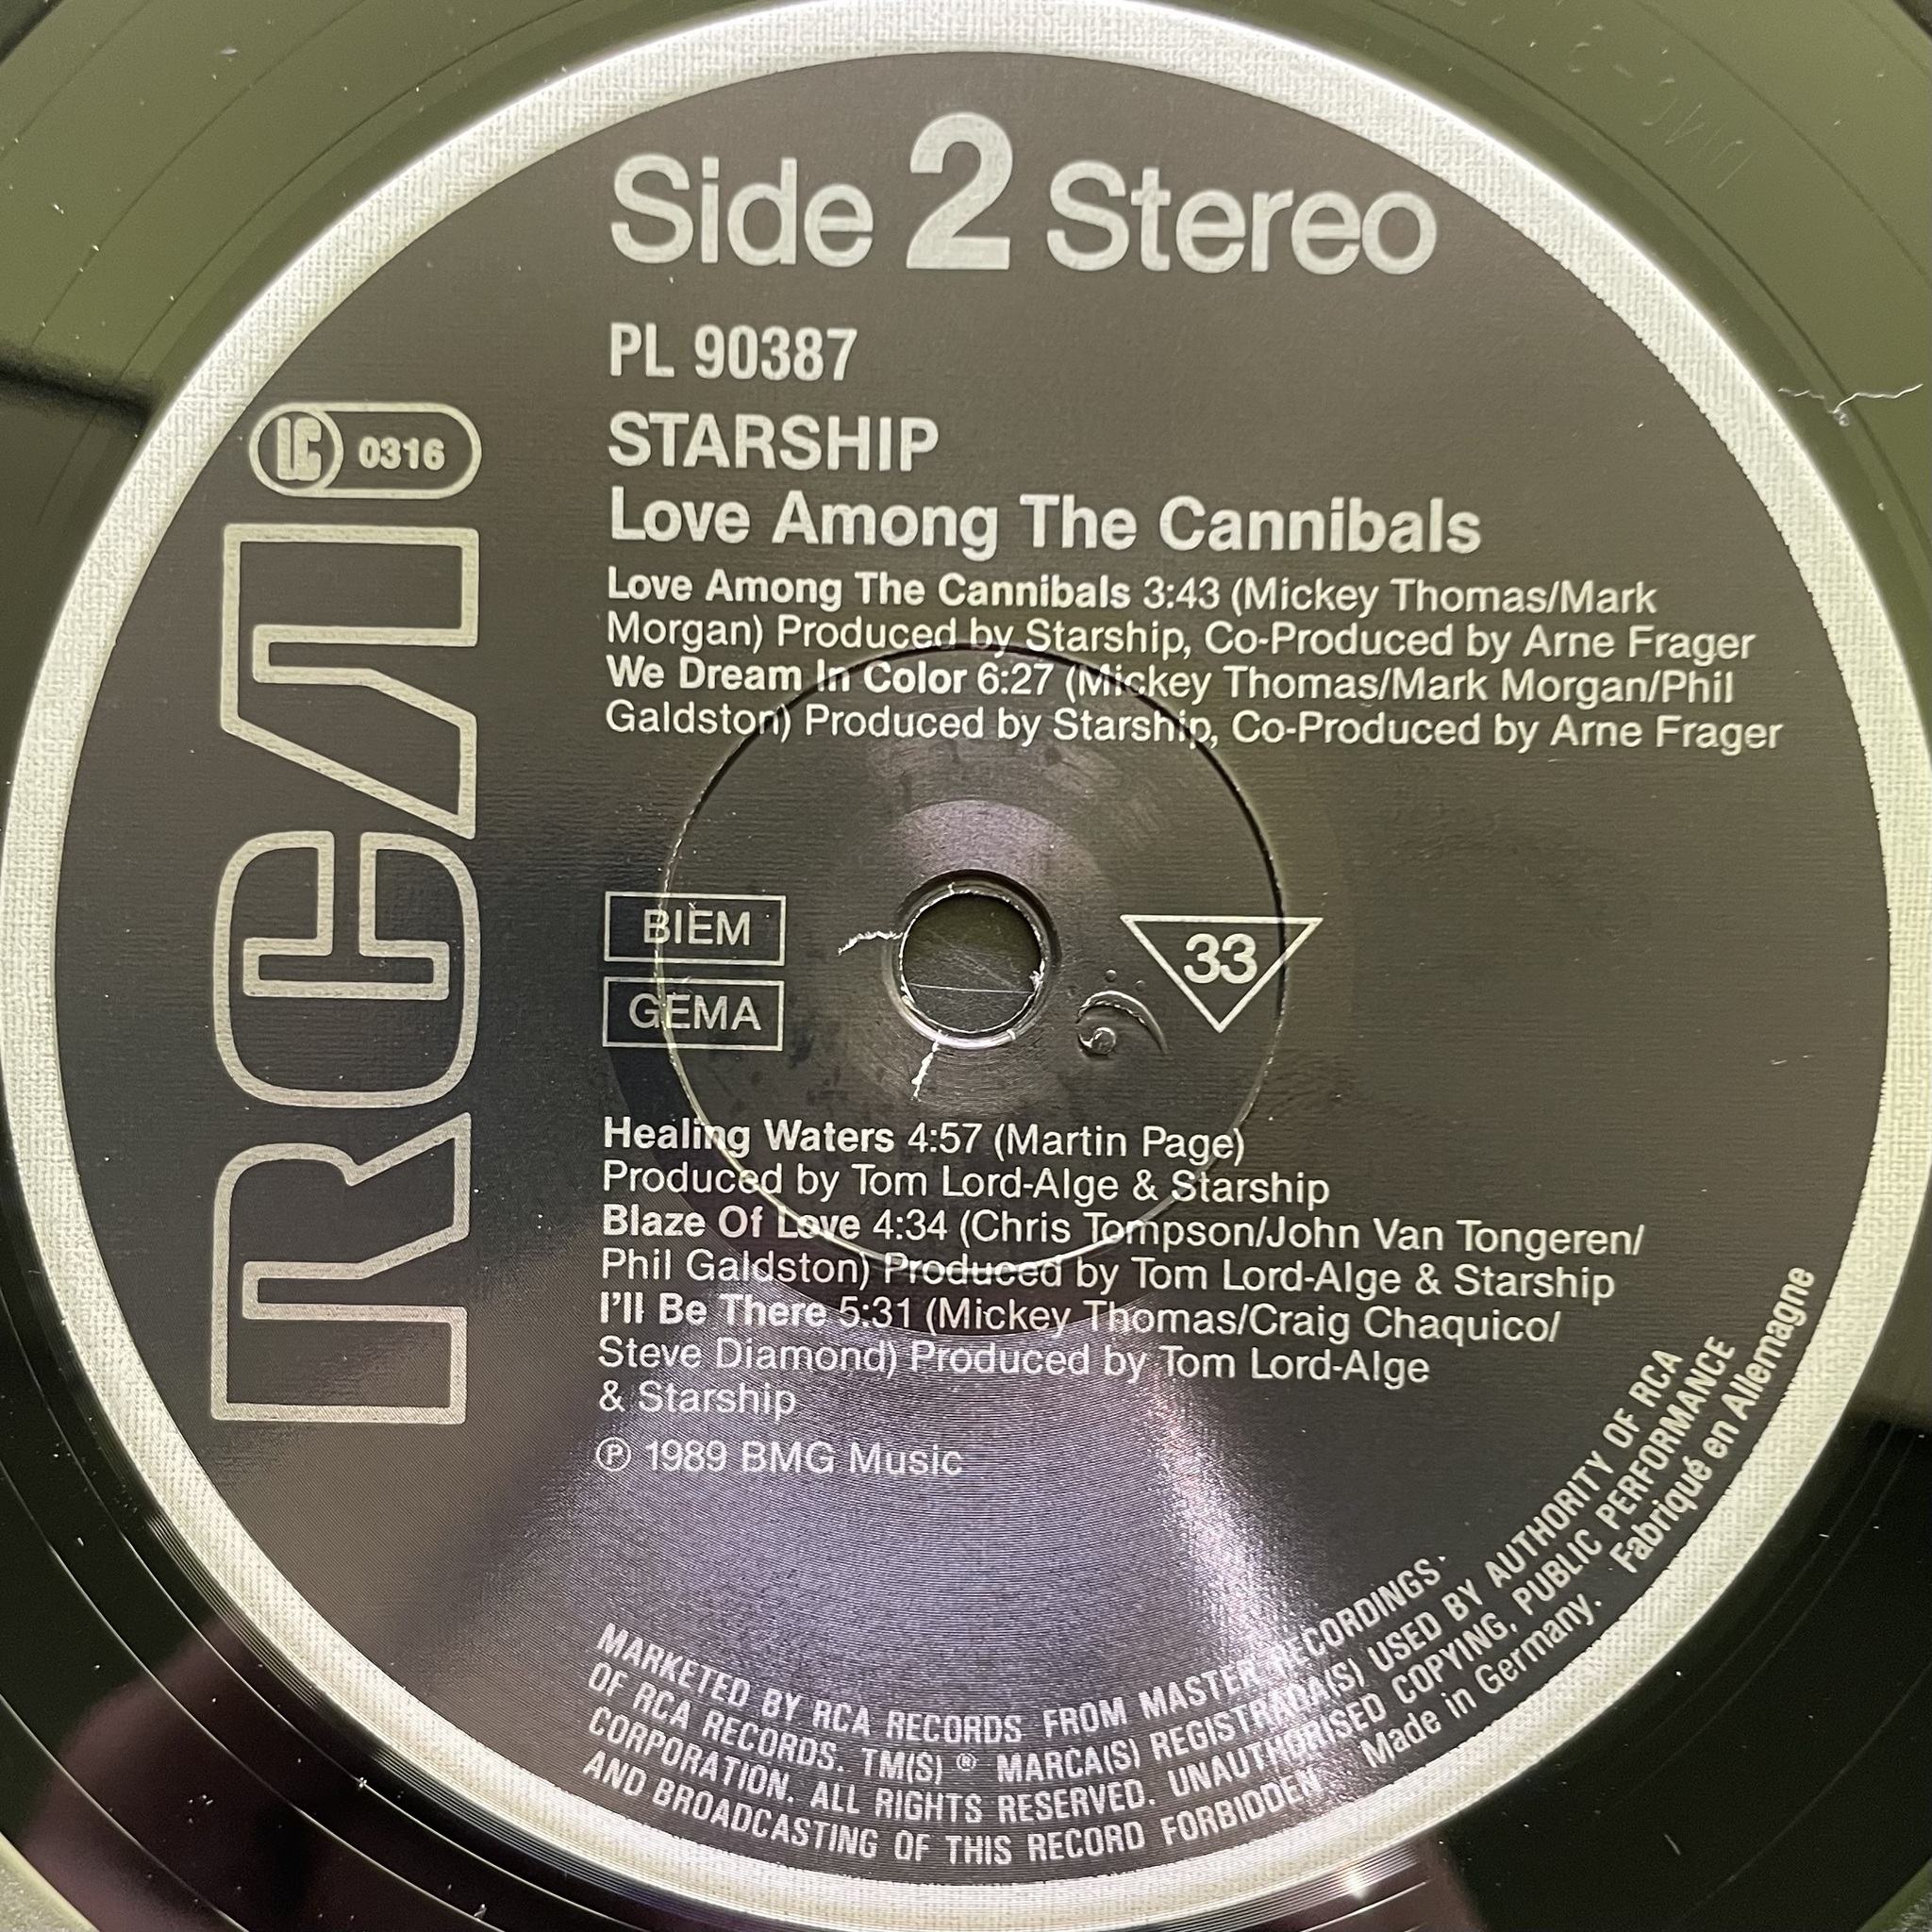 Side 2 Stereo
PL 90387
LC 0316
STARSHIP
Love Among The Cannibals
Love Among The Cannibals 3:43 (Mickey Thomas/Mark
Morgan) Produced by Starship, Co-Produced by Arne Frager
We Dream In Color 6:27 (Mickey Thomas/Mark Morgan/Phil
Galdston) Produced by Starship, Co-Produced by Arne Frager
RCA
BIEM
GEMA
33
Healing Waters 4:57 (Martin Page)
Produced by Tom Lord-Alge & Starship
Blaze Of Love 4:34 (Chris Tompson/John Van Tongeren/
Phil Galdston) Produced by Tom Lord-Alge & Starship
I'll Be There 5:31 (Mickey Thomas/Craig Chaquico/
Steve Diamond) Produced by Tom Lord-Alge
& Starship
℗ 1989 BMG Music
MARKETED BY RCA RECORDS FROM MASTER RECORDINGS.
OF RCA RECORDS. TM(S) ® MARCA(S) REGISTRADA(S) USED BY AUTHORITY OF RCA
CORPORATION. ALL RIGHTS RESERVED. UNAUTHORISED COPYING, PUBLIC PERFORMANCE
AND BROADCASTING OF THIS RECORD FORBIDDEN. Made in Germany. Fabriqué en Allemagne